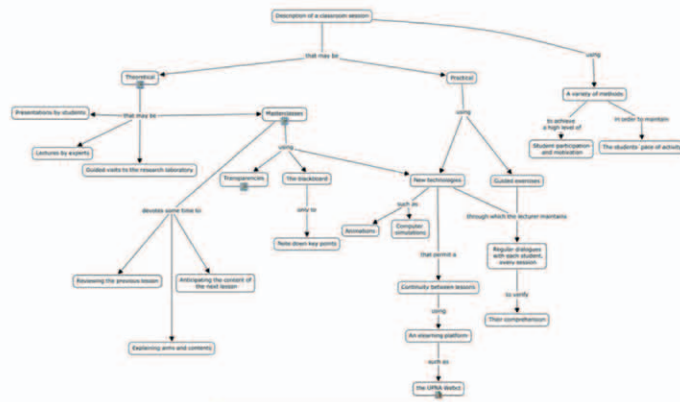 Description of a classroom session
that may be
using
Theoretical
Practical
A variety of methods
Presentations by students
that may be
Masterclasses
using
to achieve
a high level of
in order to maintain
Lectures by experts
Guided visits to the research laboratory
using
Student participation
and motivation
The students' pace of activity
Transparencies
The blackboard
New technologies
Guided exercises
devotes some time to
only to
such as
through which the lecturer maintains
Animations
Computer
simulations
Note down key points
that permit a
Regular dialogues
with each student,
every session
Reviewing the previous lesson
Anticipating the content of
the next lesson
Continuity between lessons
to verify
using
Their comprehension
Explaining aims and contents
An elearning platform
such as
the UPNA WebCt